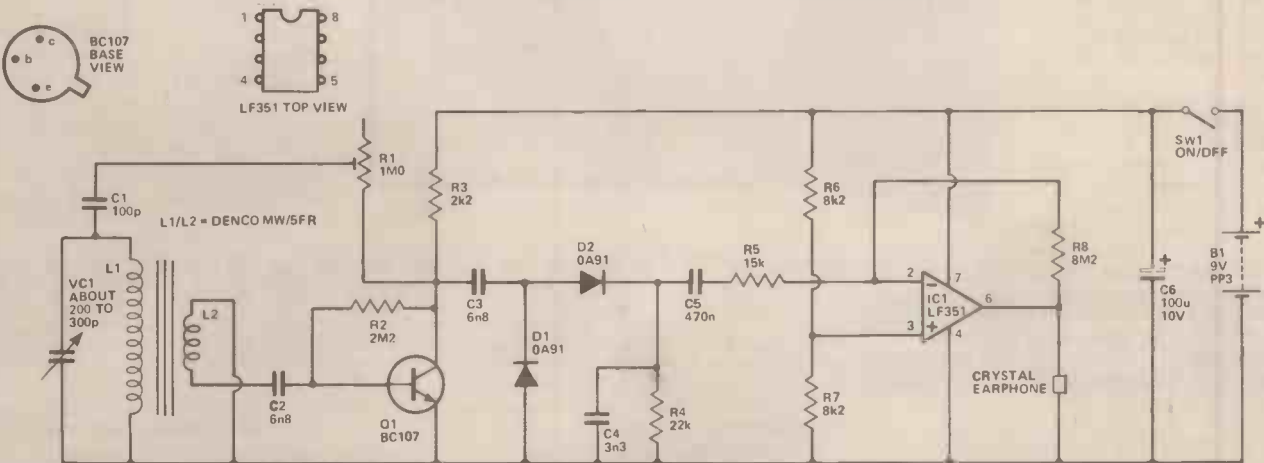 c
b
e
BC107
BASE
VIEW
1
8
4
5
LF351 TOP VIEW
C1
100p
R1
1M0
L1/L2 = DENCO MW/5FR
VC1
ABOUT
200 TO
300p
L1
L2
C2
6n8
R2
2M2
R3
2k2
Q1
BC107
C3
6n8
D1
0A91
D2
0A91
C4
3n3
R4
22k
C5
470n
R5
15k
R6
8k2
R7
8k2
2
3
7
4
6
IC1
LF351
R8
8M2
CRYSTAL
EARPHONE
+
C6
100u
10V
SW1
ON/OFF
+
B1
9V
PP3